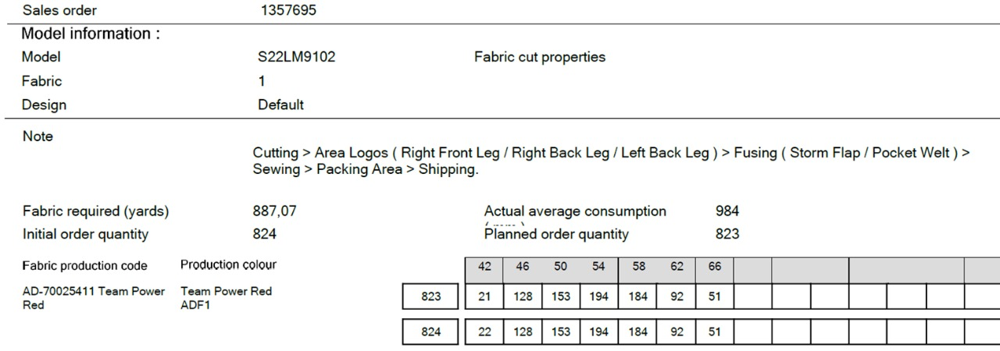 Sales order 1357695
Model information :
Model S22LM9102 Fabric cut properties
Fabric 1
Design Default
Note
Cutting > Area Logos ( Right Front Leg / Right Back Leg / Left Back Leg ) > Fusing ( Storm Flap / Pocket Welt ) >
Sewing > Packing Area > Shipping.
Fabric required (yards) 887,07 Actual average consumption 984
Initial order quantity 824 Planned order quantity 823
Fabric production code Production colour 42 46 50 54 58 62 66
AD-70025411 Team Power Team Power Red 823 21 128 153 194 184 92 51
Red ADF1
824 22 128 153 194 184 92 51